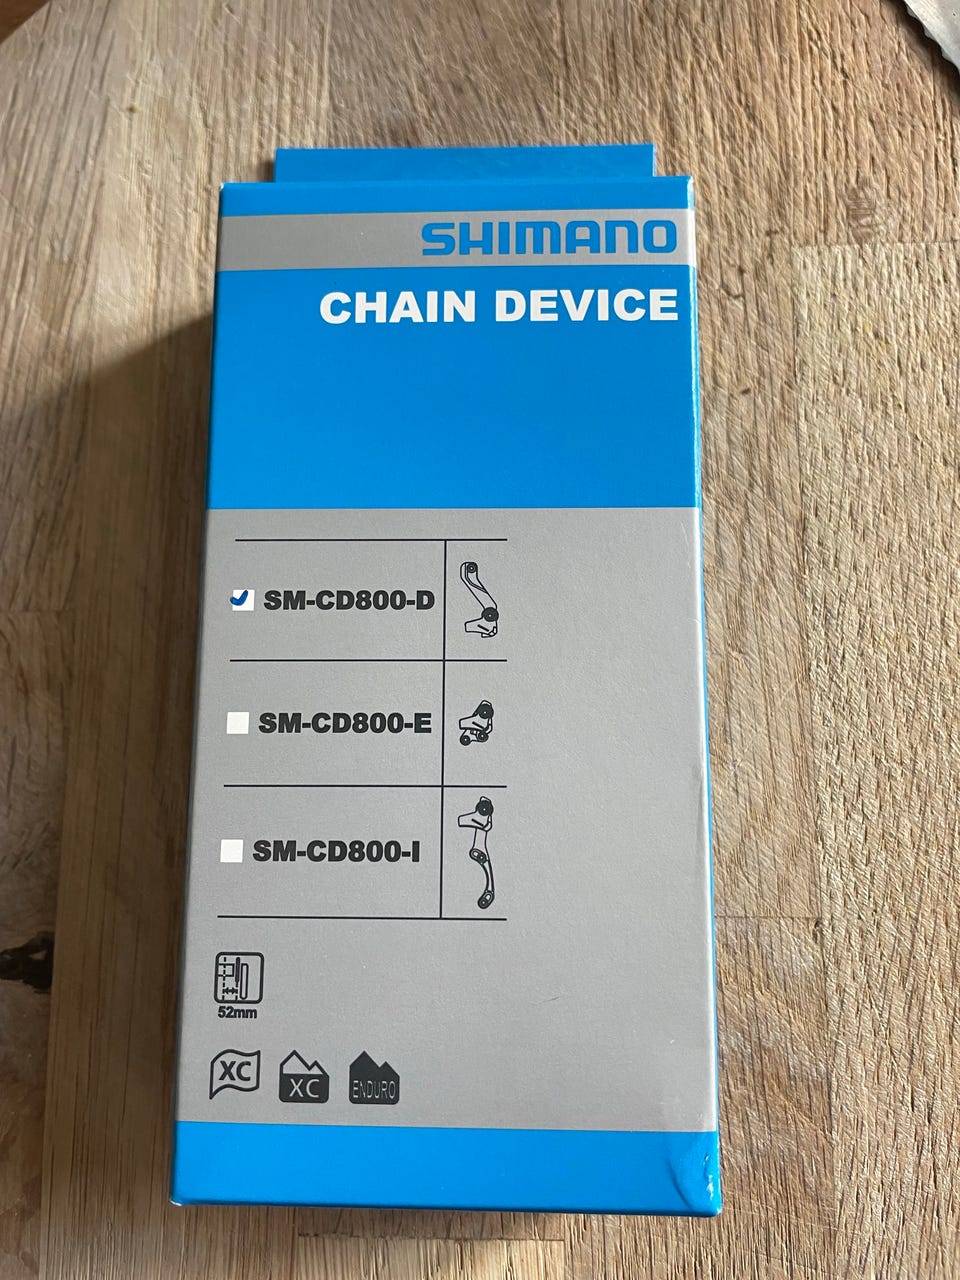 SHIMANO
CHAIN DEVICE
SM-CD800-D
SM-CD800-E
SM-CD800-I
52mm
XC
XC
ENDURO